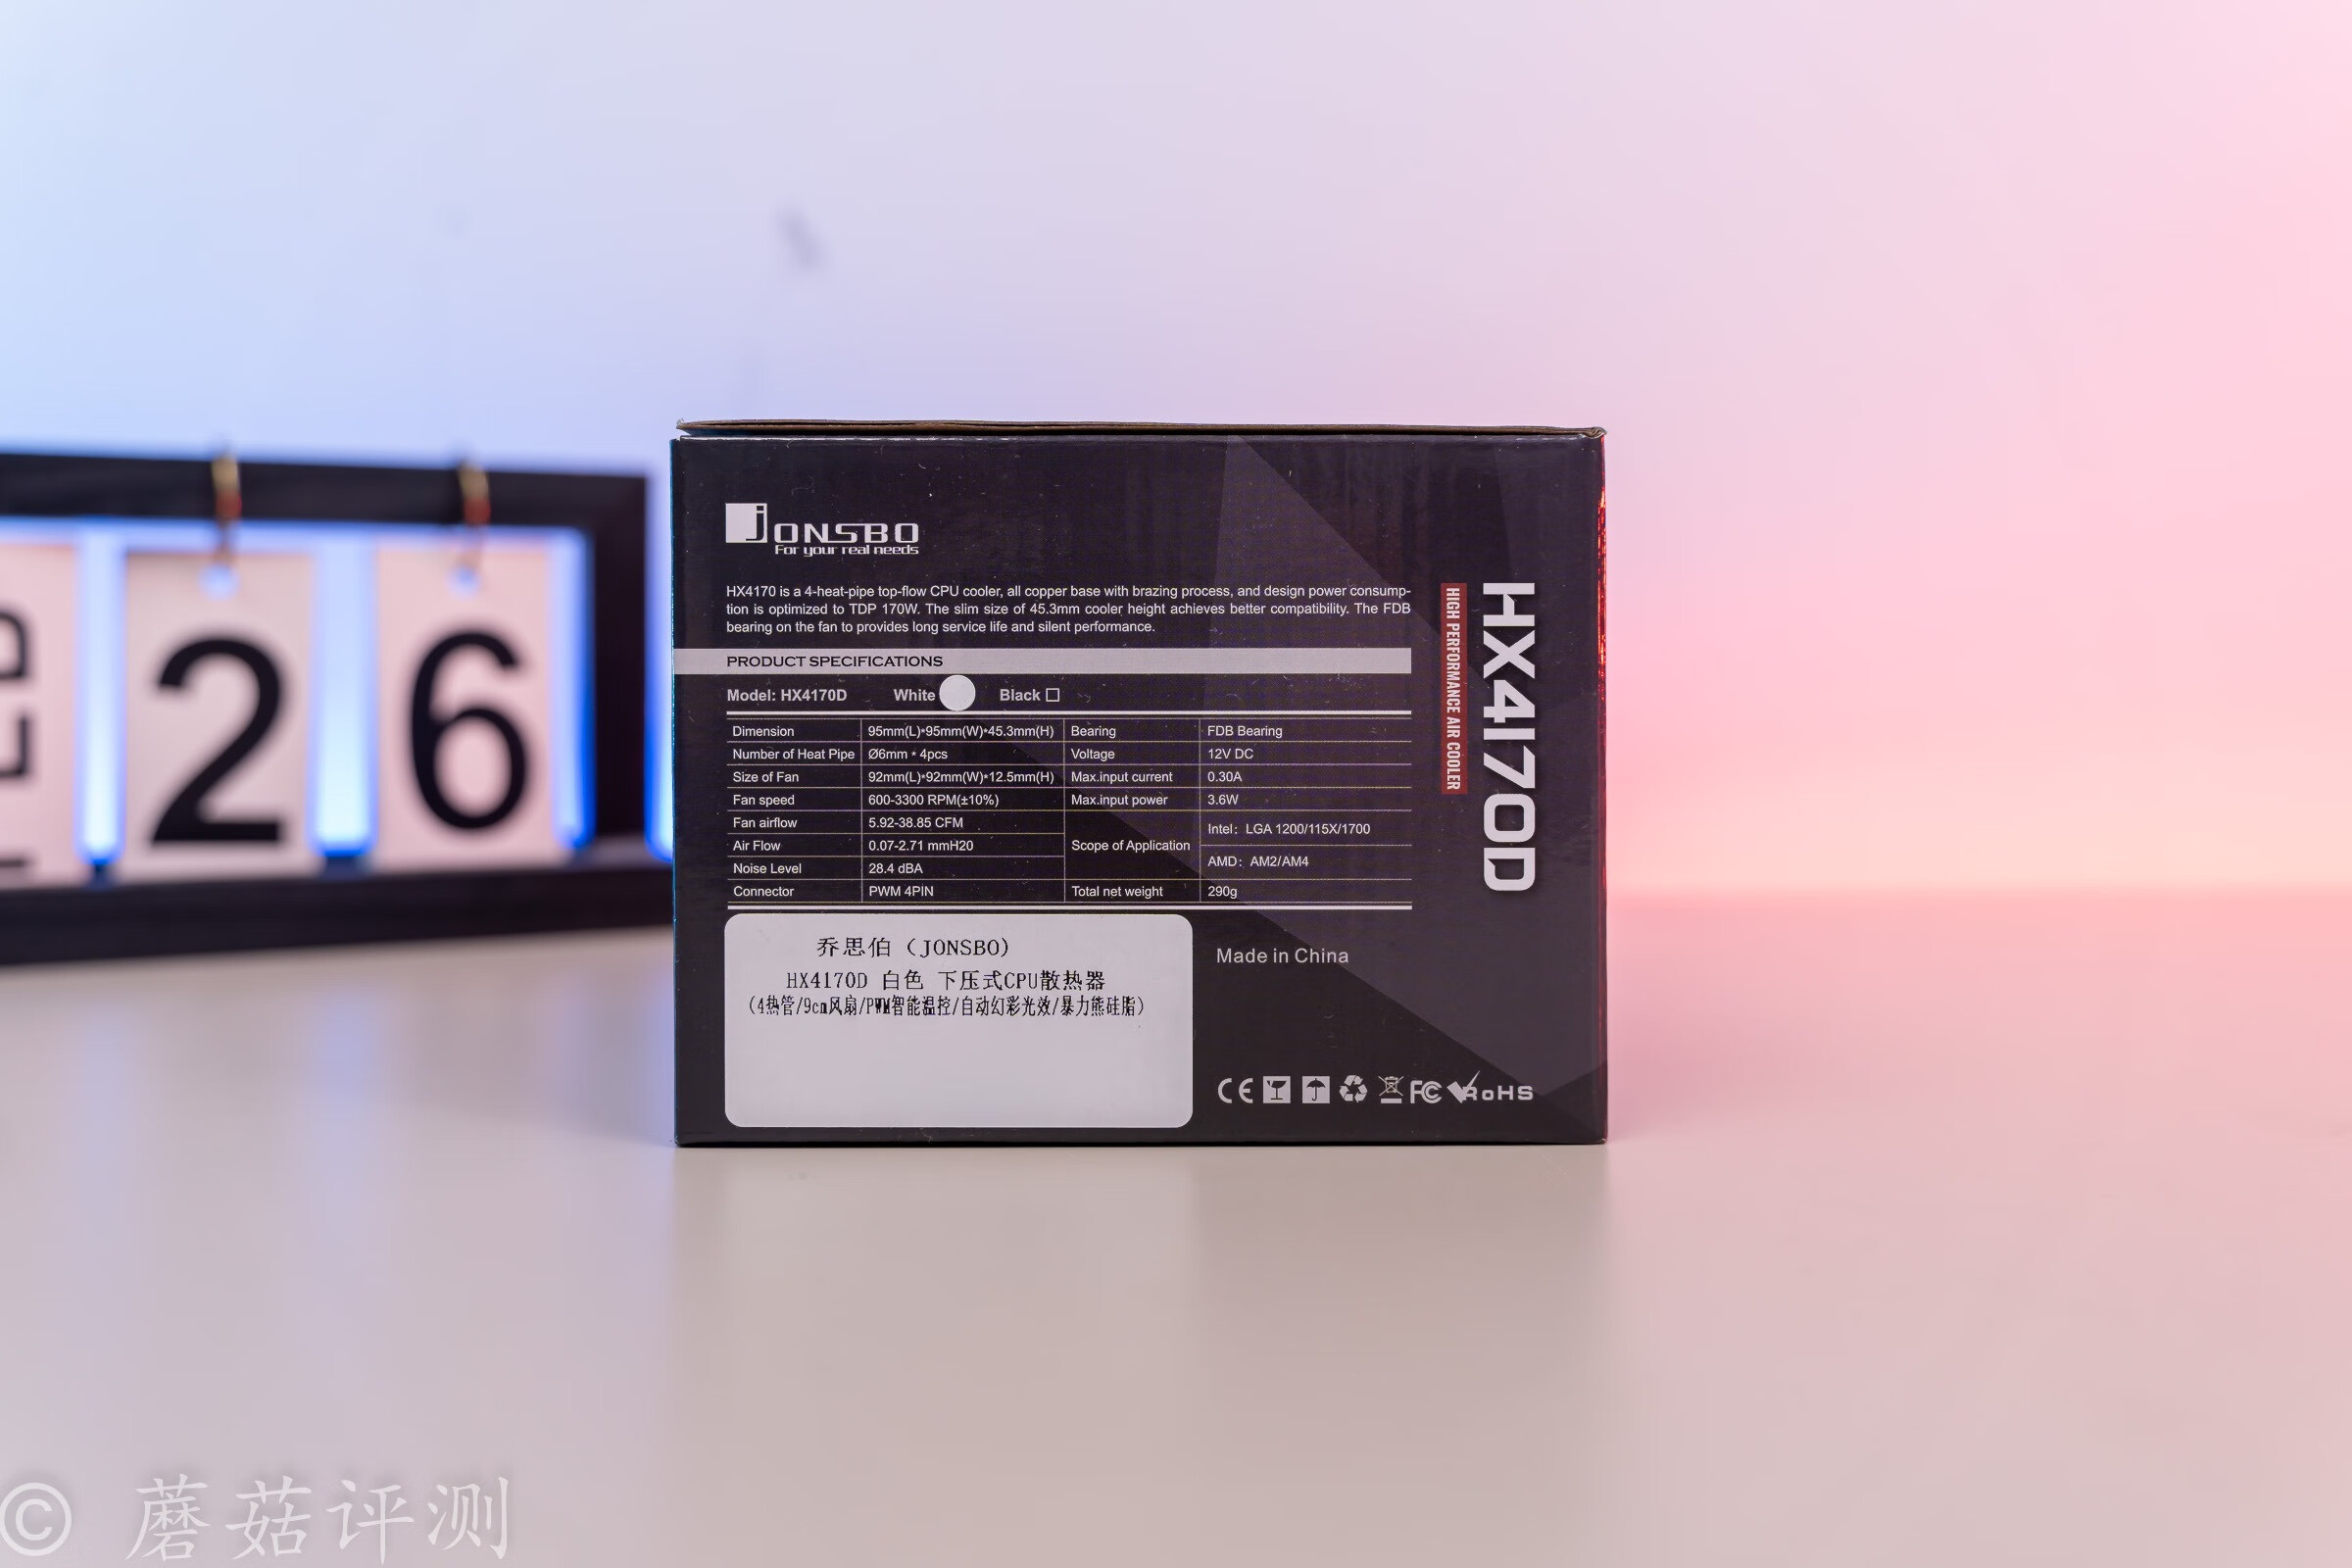 26
JONSBO
For your real needs
HX4170 is a 4-heat-pipe top-flow CPU cooler, all copper base with brazing process, and design power consump-
tion is optimized to TDP 170W. The slim size of 45.3mm cooler height achieves better compatibility. The FDB
bearing on the fan to provides long service life and silent performance.
PRODUCT SPECIFICATIONS
Model: HX4170D White Black
Dimension 95mm(L)*95mm(W)*45.3mm(H) Bearing FDB Bearing
Number of Heat Pipe Ø6mm * 4pcs Voltage 12V DC
Size of Fan 92mm(L)*92mm(W)*12.5mm(H) Max.input current 0.30A
Fan speed 600-3300 RPM(±10%) Max.input power 3.6W
Fan airflow 5.92-38.85 CFM
Air Flow 0.07-2.71 mmH20
Noise Level 28.4 dBA
Scope of Application
Intel: LGA 1200/115X/1700
AMD: AM2/AM4
Connector PWM 4PIN Total net weight 290g
HIGH PERFORMANCE AIR COOLER
HX4170D
乔思伯（JONSBO）
HX4170D 白色 下压式CPU散热器
（4热管/9cm风扇/PWM智能温控/自动幻彩光效/暴力熊硅脂）
Made in China
CE FC RoHS
© 蘑菇评测